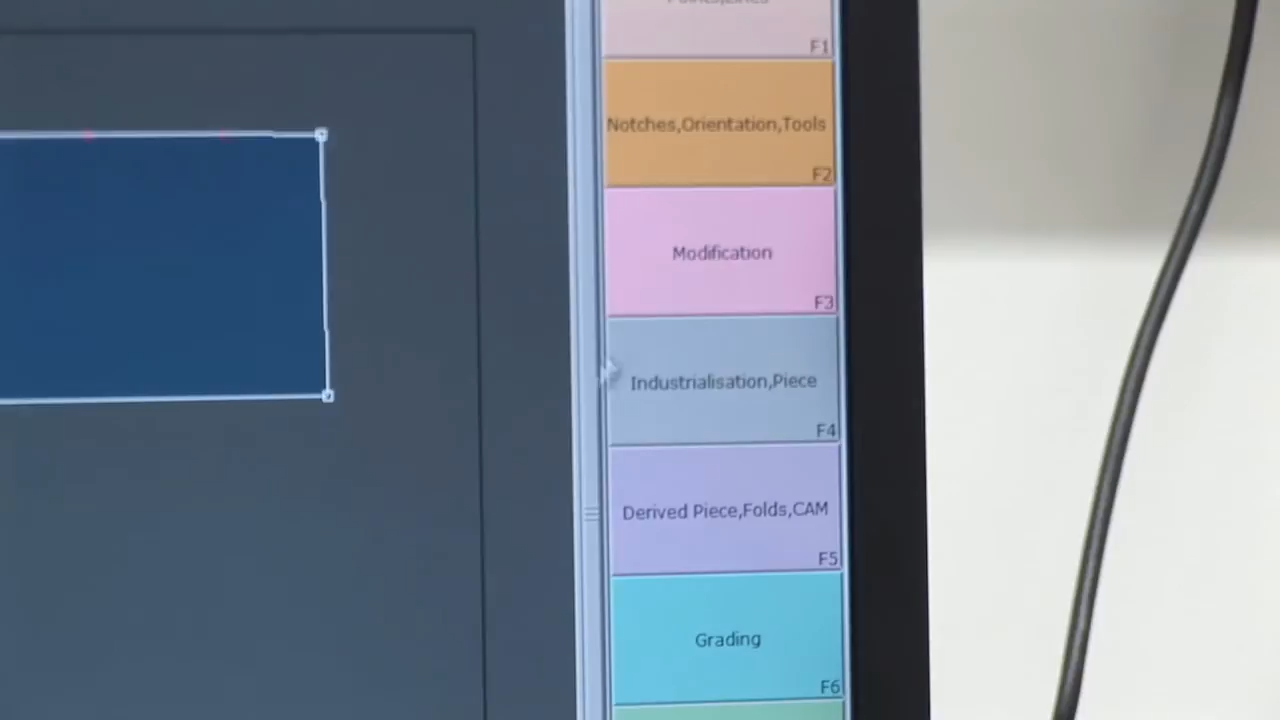 F1
Notches,Orientation,Tools
F2
Modification
F3
Industrialisation,Piece
F4
Derived Piece,Folds,CAM
F5
Grading
F6